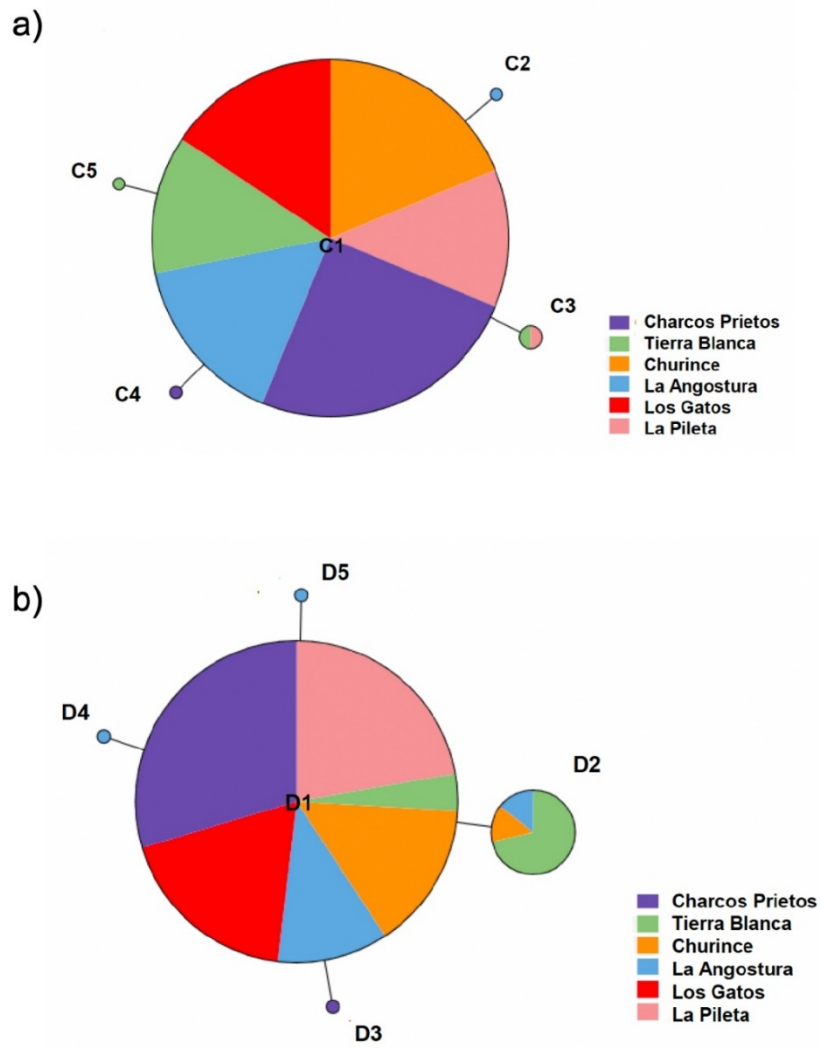 a)
C2
C5
C1
C3
C4
Charcos Prietos
Tierra Blanca
Churince
La Angostura
Los Gatos
La Pileta
b)
D5
D4
D2
D1
D3
Charcos Prietos
Tierra Blanca
Churince
La Angostura
Los Gatos
La Pileta